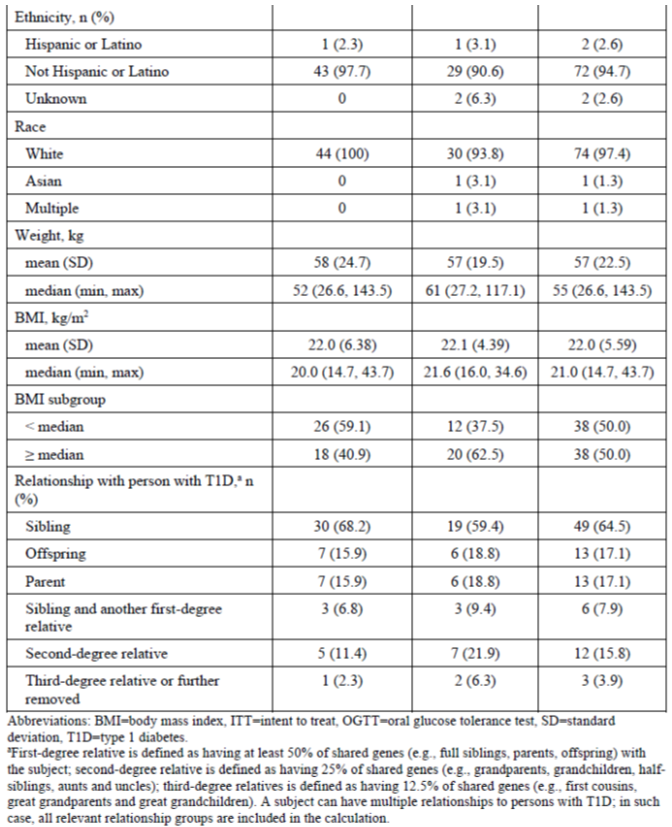 Ethnicity, n (%)
Hispanic or Latino 1 (2.3) 1 (3.1) 2 (2.6)
Not Hispanic or Latino 43 (97.7) 29 (90.6) 72 (94.7)
Unknown 0 2 (6.3) 2 (2.6)
Race
White 44 (100) 30 (93.8) 74 (97.4)
Asian 0 1 (3.1) 1 (1.3)
Multiple 0 1 (3.1) 1 (1.3)
Weight, kg
mean (SD) 58 (24.7) 57 (19.5) 57 (22.5)
median (min, max) 52 (26.6, 143.5) 61 (27.2, 117.1) 55 (26.6, 143.5)
BMI, kg/m²
mean (SD) 22.0 (6.38) 22.1 (4.39) 22.0 (5.59)
median (min, max) 20.0 (14.7, 43.7) 21.6 (16.0, 34.6) 21.0 (14.7, 43.7)
BMI subgroup
< median 26 (59.1) 12 (37.5) 38 (50.0)
≥ median 18 (40.9) 20 (62.5) 38 (50.0)
Relationship with person with T1D,ª n
(%)
Sibling 30 (68.2) 19 (59.4) 49 (64.5)
Offspring 7 (15.9) 6 (18.8) 13 (17.1)
Parent 7 (15.9) 6 (18.8) 13 (17.1)
Sibling and another first-degree
relative 3 (6.8) 3 (9.4) 6 (7.9)
Second-degree relative 5 (11.4) 7 (21.9) 12 (15.8)
Third-degree relative or further
removed 1 (2.3) 2 (6.3) 3 (3.9)
Abbreviations: BMI=body mass index, ITT=intent to treat, OGTT=oral glucose tolerance test, SD=standard
deviation, T1D=type 1 diabetes.
ªFirst-degree relative is defined as having at least 50% of shared genes (e.g., full siblings, parents, offspring) with
the subject; second-degree relative is defined as having 25% of shared genes (e.g., grandparents, grandchildren, half-
siblings, aunts and uncles); third-degree relatives is defined as having 12.5% of shared genes (e.g., first cousins,
great grandparents and great grandchildren). A subject can have multiple relationships to persons with T1D; in such
case, all relevant relationship groups are included in the calculation.